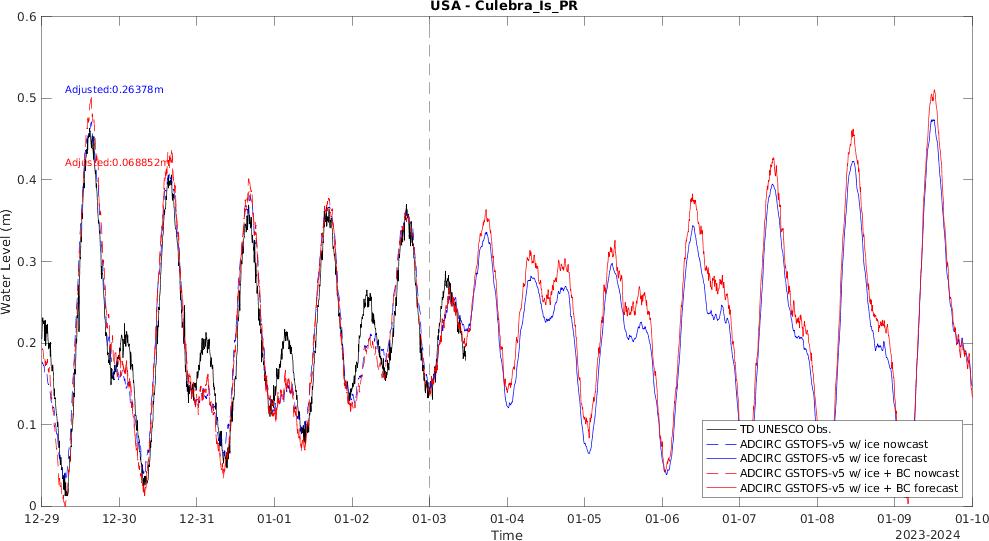 USA - Culebra_Is_PR
0.6
0.5
0.4
0.3
0.2
0.1
0
Water Level (m)
Adjusted:0.26378m
Adjusted:0.068852m
TD UNESCO Obs.
ADCIRC GSTOFS-v5 w/ ice nowcast
ADCIRC GSTOFS-v5 w/ ice forecast
ADCIRC GSTOFS-v5 w/ ice + BC nowcast
ADCIRC GSTOFS-v5 w/ ice + BC forecast
12-29 12-30 12-31 01-01 01-02 01-03 01-04 01-05 01-06 01-07 01-08 01-09 01-10
Time
2023-2024